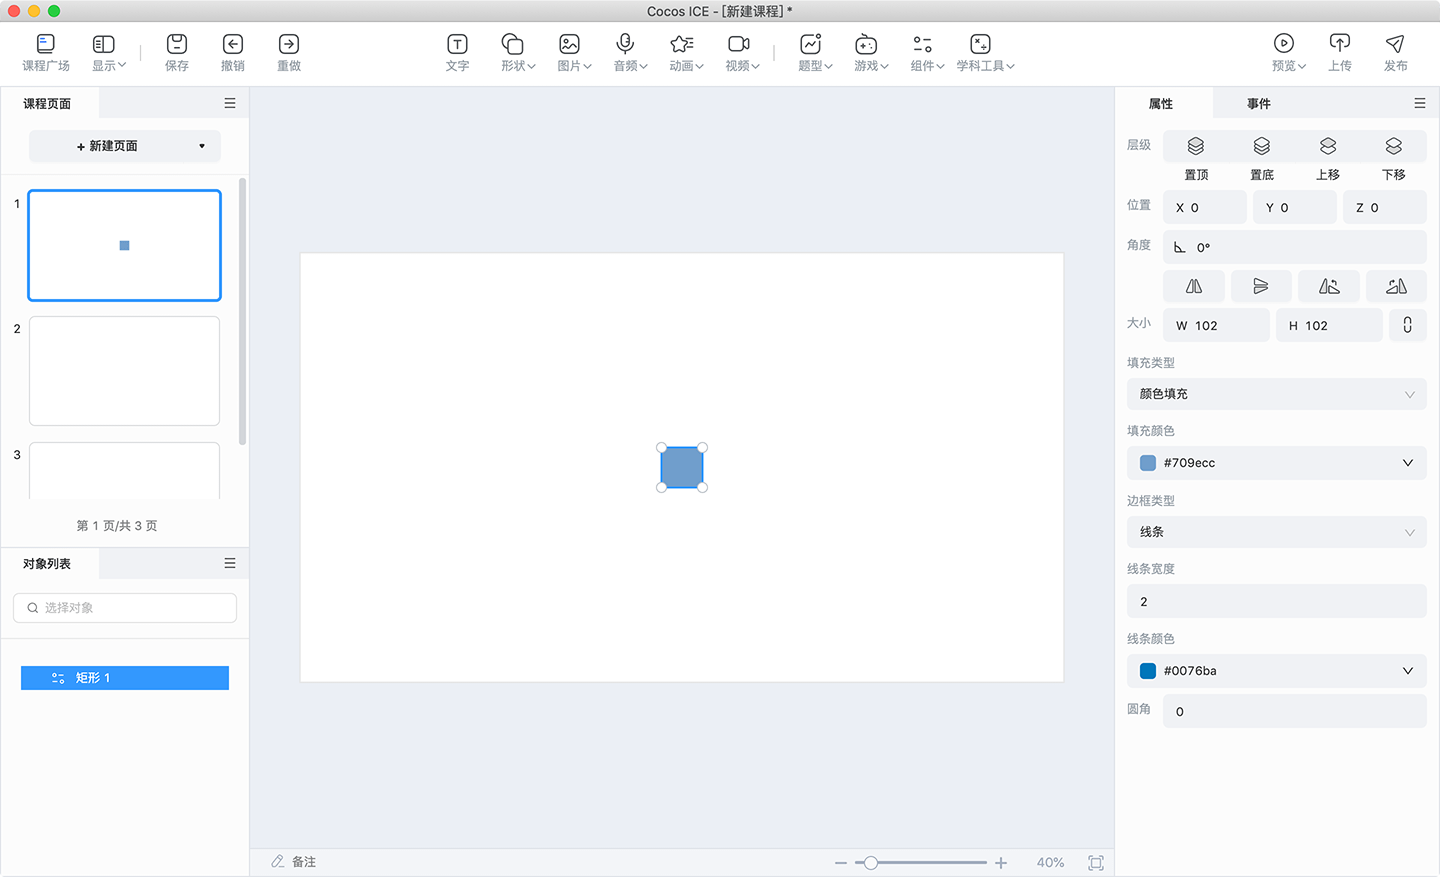 Cocos ICE - [新建课程] *
课程广场 显示 保存 撤销 重做 文字 形状 图片 音频 动画 视频 题型 游戏 组件 学科工具 预览 上传 发布
课程页面
+ 新建页面
1
2
3
第 1 页/共 3 页
对象列表
选择对象
矩形 1
备注
40%
属性 事件
层级
置顶 置底 上移 下移
位置 X 0 Y 0 Z 0
角度 0°
大小 W 102 H 102
填充类型
颜色填充
填充颜色
#709ecc
边框类型
线条
线条宽度
2
线条颜色
#0076ba
圆角 0